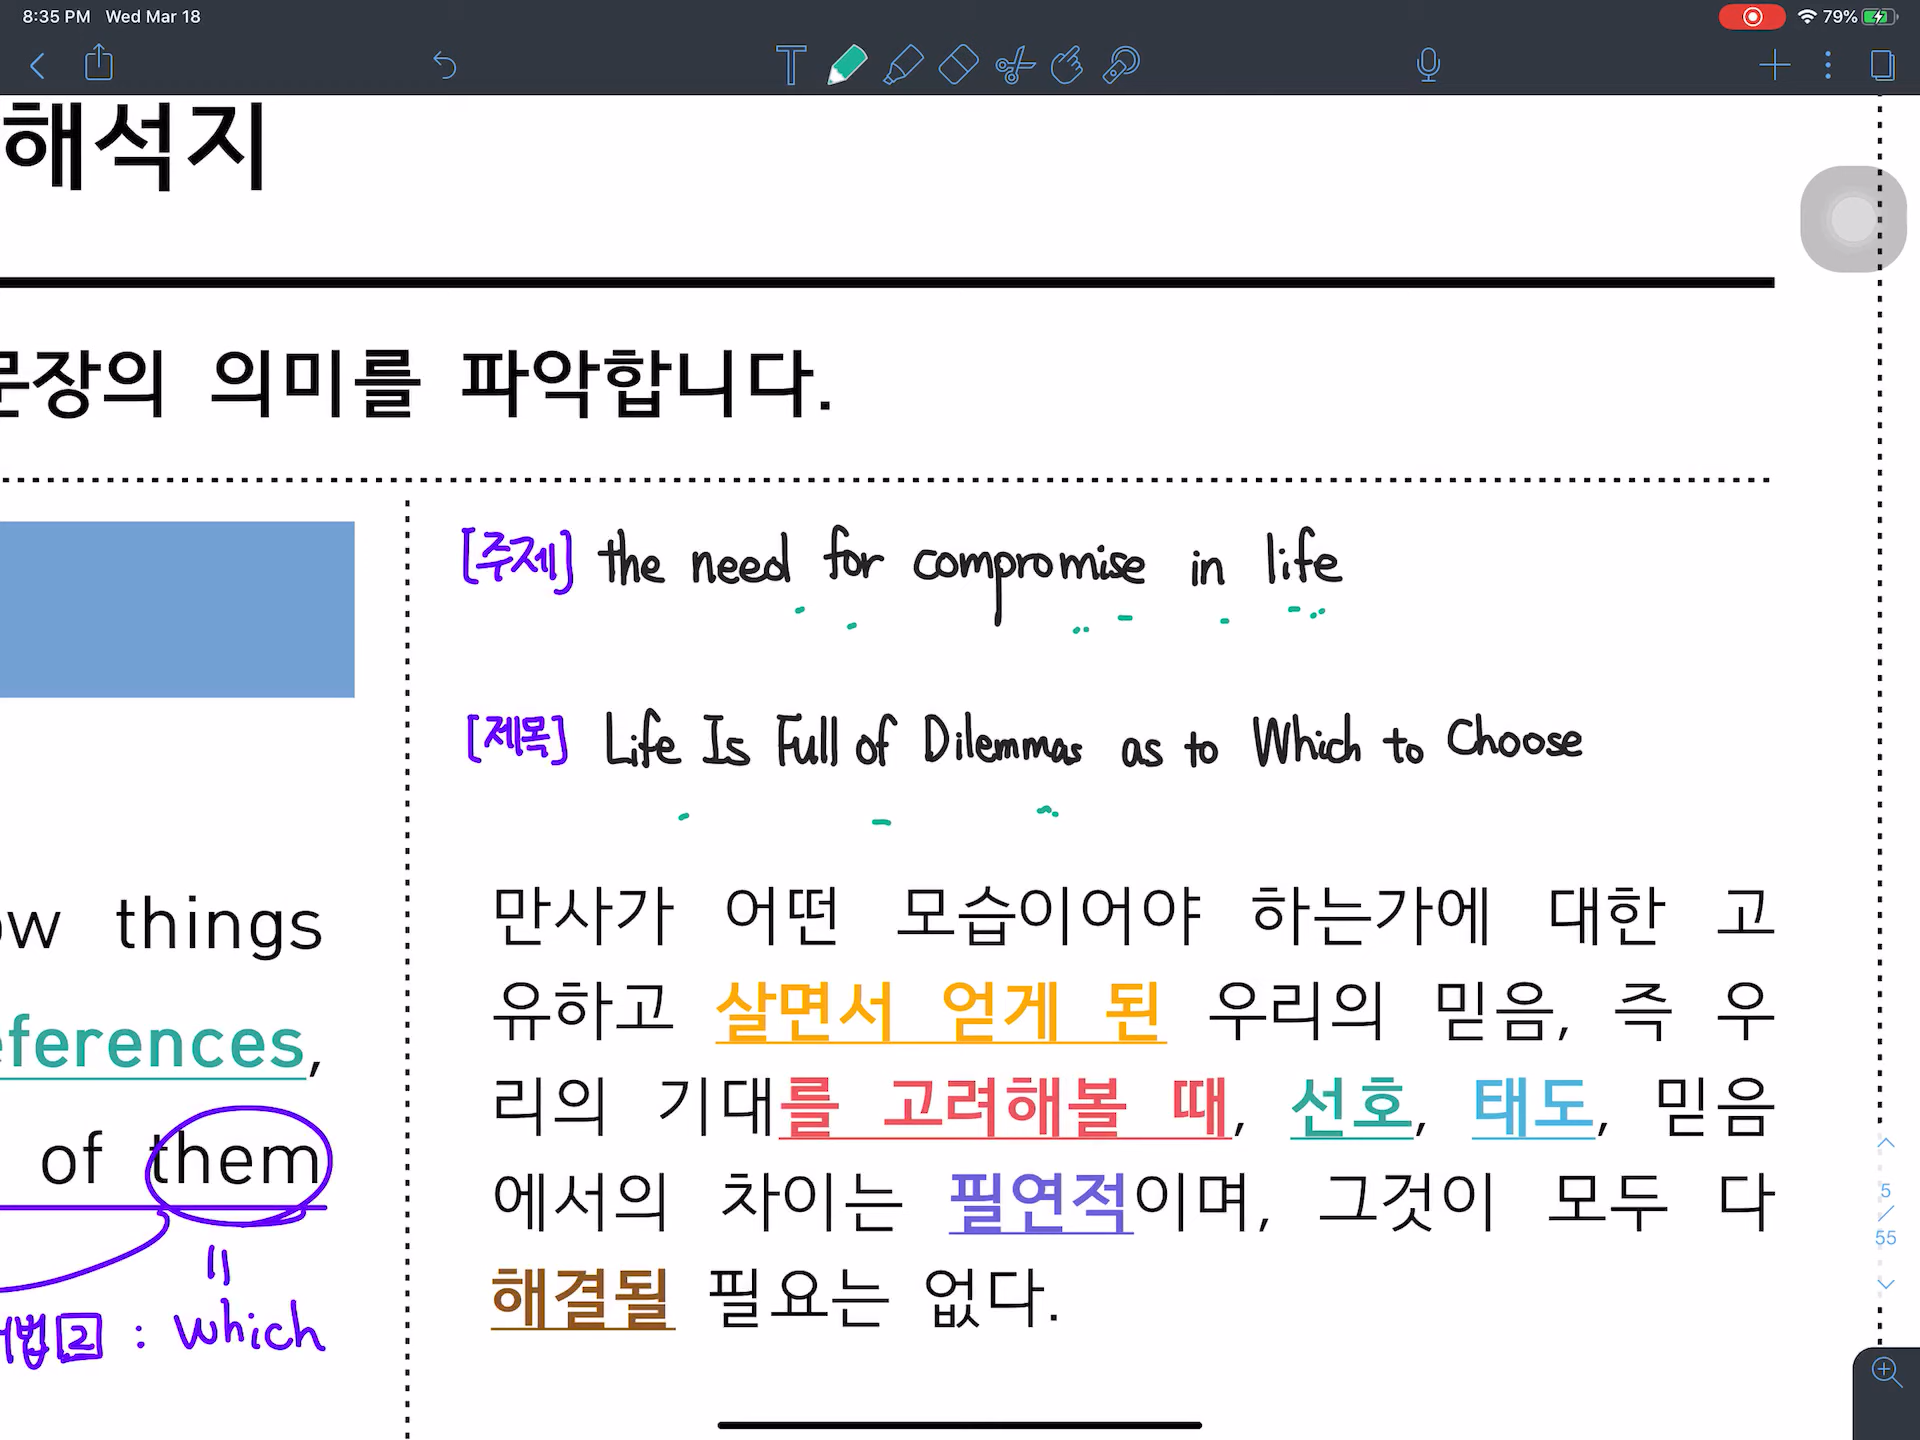 8:35 PM Wed Mar 18
79%
해석지
문장의 의미를 파악합니다.
[주제] the need for compromise in life
[제목] Life Is Full of Dilemmas as to Which to Choose
things
ferences,
of them
: which
만사가 어떤 모습이어야 하는가에 대한 고
유하고 살면서 얻게 된 우리의 믿음, 즉 우
리의 기대를 고려해볼 때, 선호, 태도, 믿음
에서의 차이는 필연적이며, 그것이 모두 다
해결될 필요는 없다.
5
/
55